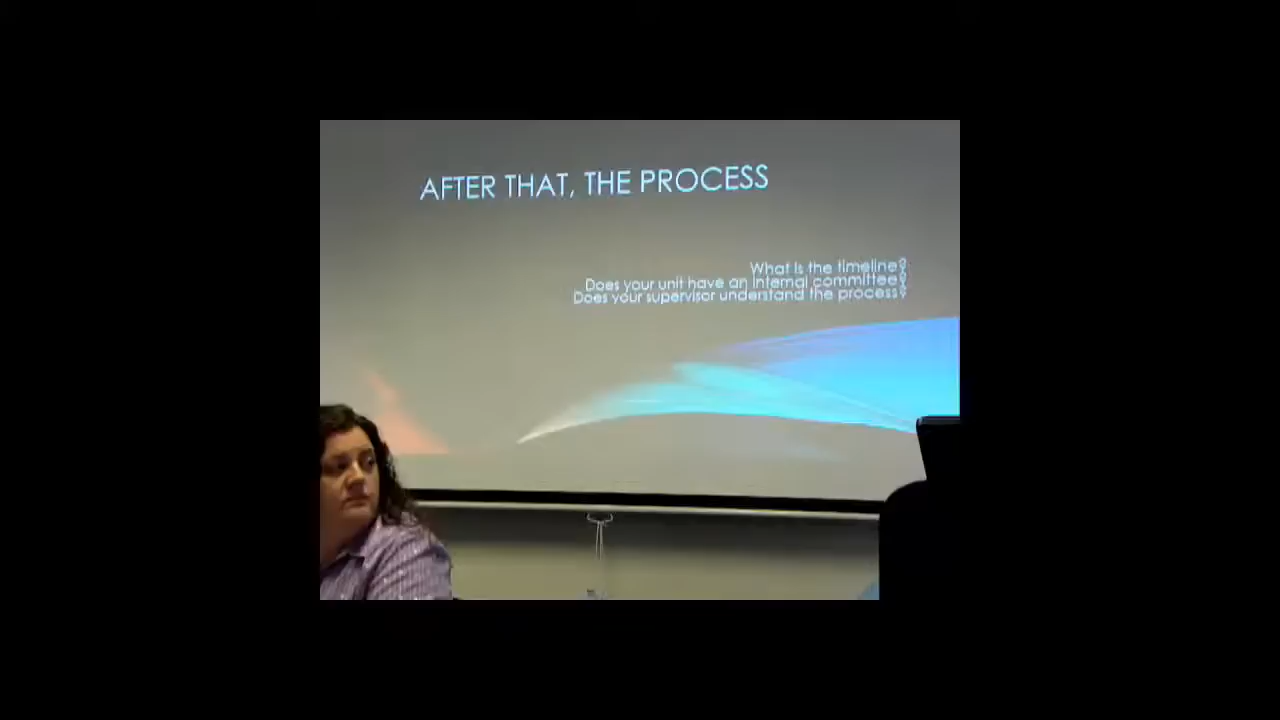 AFTER THAT, THE PROCESS
What is the timeline?
Does your unit have an internal committee?
Does your supervisor understand the process?